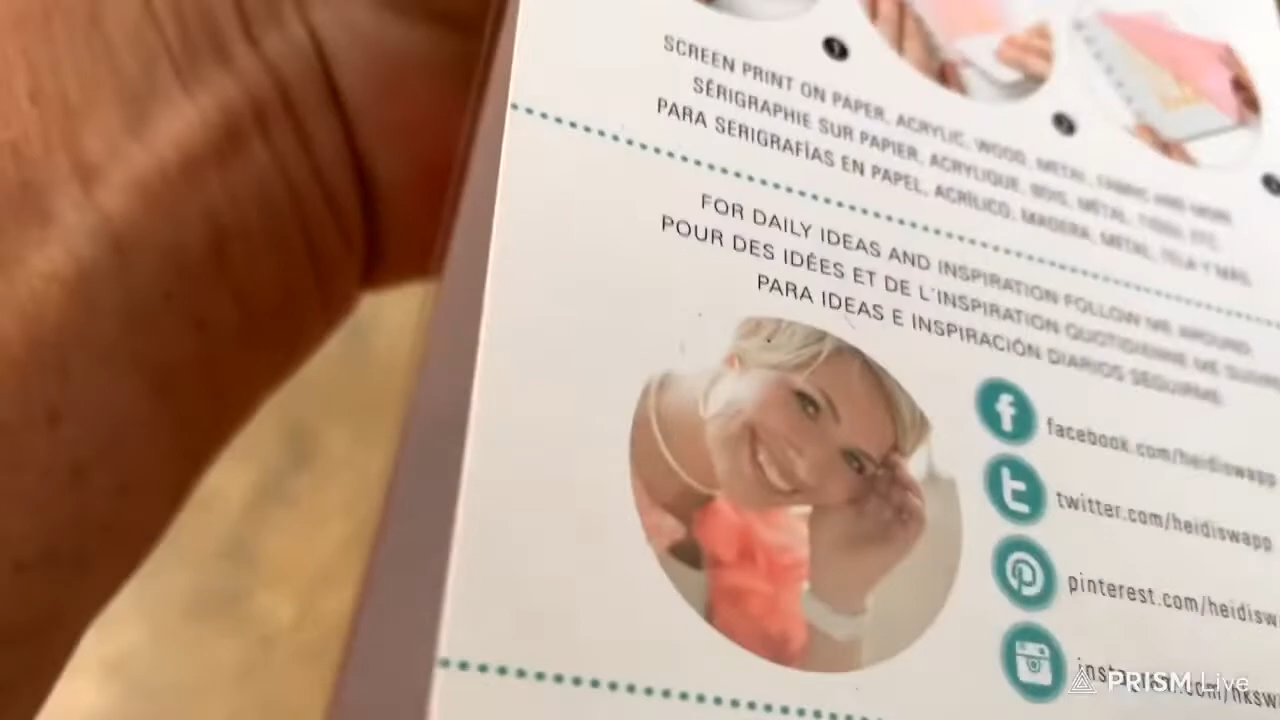 SCREEN PRINT ON PAPER, ACRYLIC, WOOD, METAL, FABRIC AND MORE
SÉRIGRAPHIE SUR PAPIER, ACRYLIQUE, BOIS, MÉTAL, TISSU, ETC.
PARA SERIGRAFÍAS EN PAPEL, ACRÍLICO, MADERA, METAL, TELA Y MÁS
FOR DAILY IDEAS AND INSPIRATION FOLLOW ME AROUND.
POUR DES IDÉES ET DE L'INSPIRATION QUOTIDIENNE ME
PARA IDEAS E INSPIRACIÓN DIARIOS SEGUIRME.
facebook.com/heidiswapp
twitter.com/heidiswapp
pinterest.com/heidisw
PRISM Live